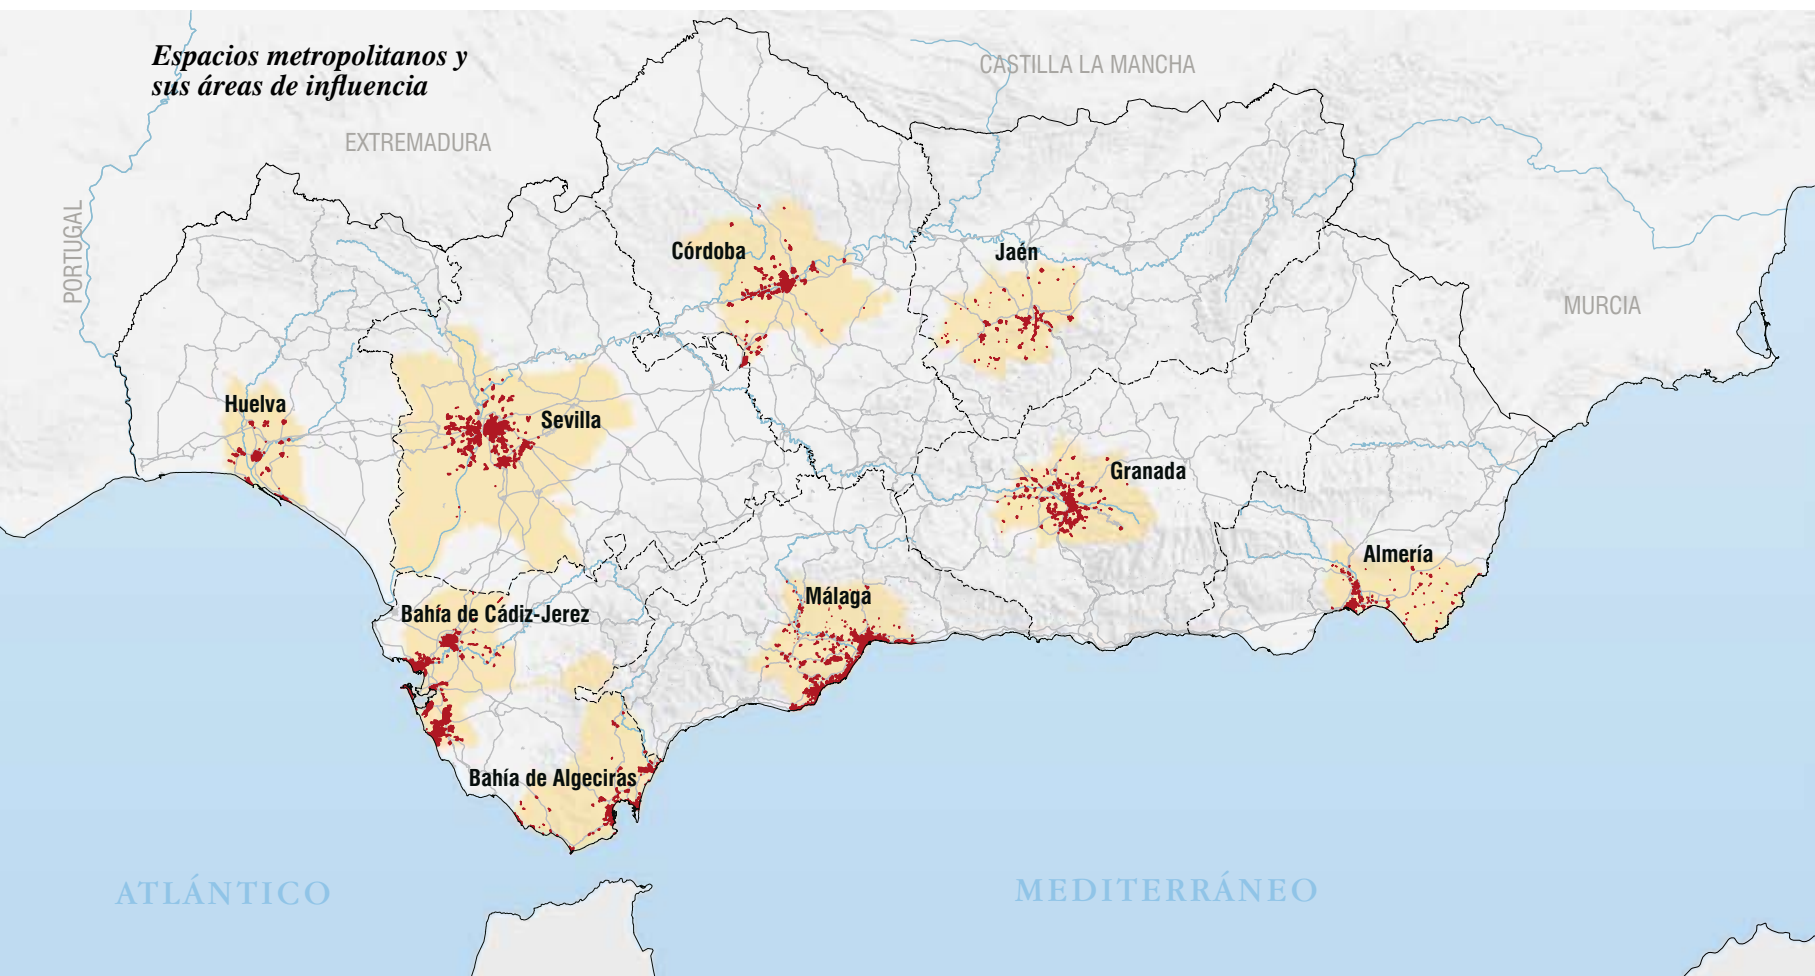 Espacios metropolitanos y
sus áreas de influencia
CASTILLA LA MANCHA
EXTREMADURA
PORTUGAL
Córdoba
Jaén
MURCIA
Huelva
Sevilla
Granada
Almería
Málaga
Bahía de Cádiz-Jerez
Bahía de Algeciras
ATLÁNTICO
MEDITERRÁNEO